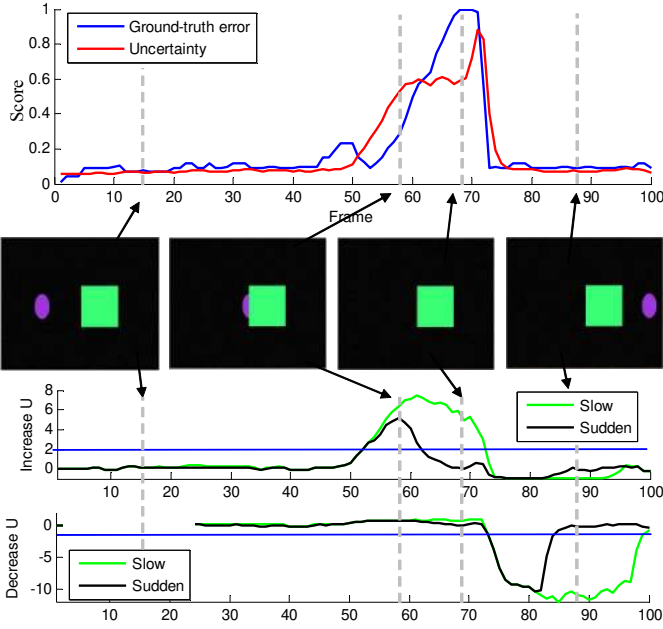 1
0.8
0.6
0.4
0.2
0
Score
Ground-truth error
Uncertainty
0 10 20 30 40 50 60 70 80 90 100
Frame
8
6
4
2
0
Increase U
Slow
Sudden
10 20 30 40 50 60 70 80 90 100
0
-5
-10
Decrease U
Slow
Sudden
10 20 30 40 50 60 70 80 90 100